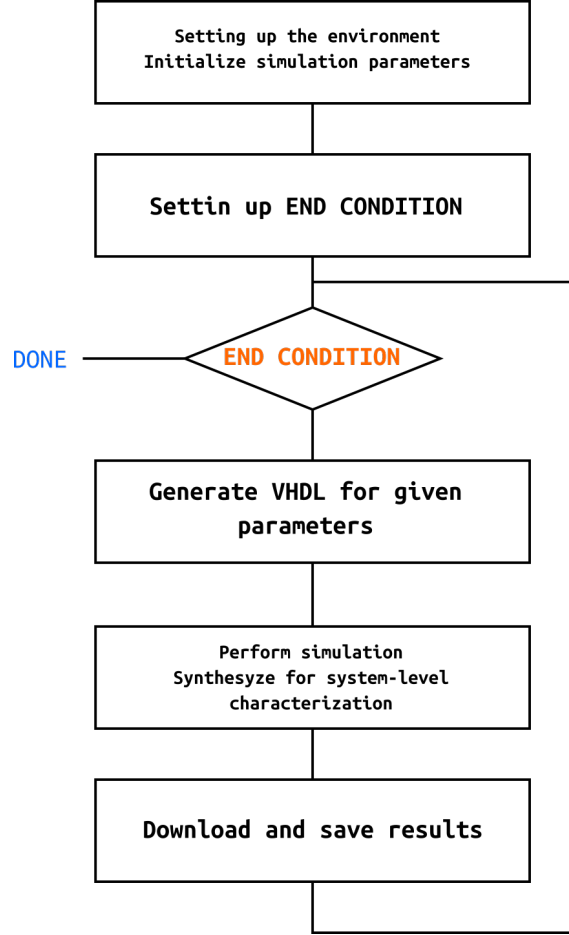 Setting up the environment
Initialize simulation parameters
Settin up END CONDITION
DONE
END CONDITION
Generate VHDL for given
parameters
Perform simulation
Synthesyze for system-level
characterization
Download and save results